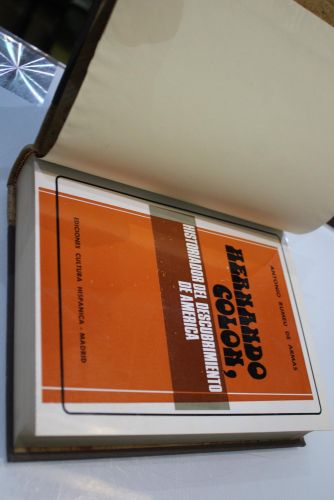 ANTONIO RUMEU DE ARMAS
HERNANDO
COLON,
HISTORIADOR DEL DESCUBRIMIENTO
DE AMERICA
EDICIONES CULTURA HISPANICA - MADRID